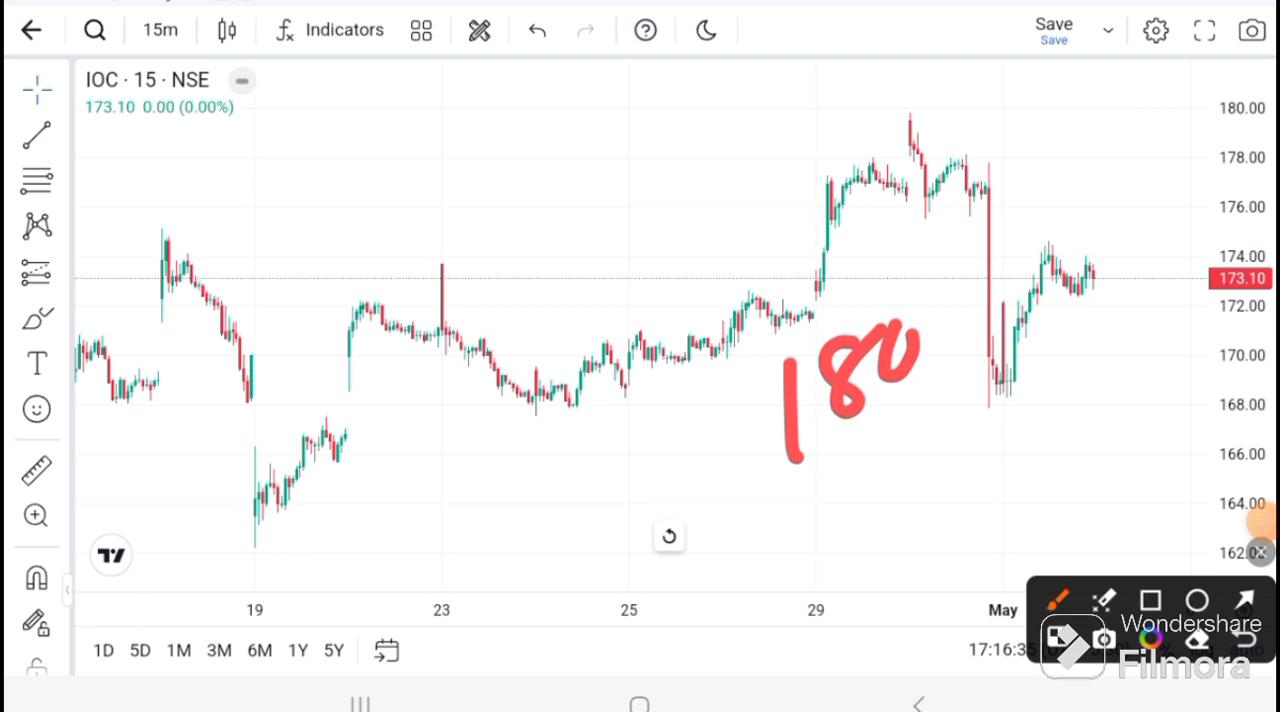 15m Indicators Save
Save
IOC · 15 · NSE
173.10 0.00 (0.00%)
180.00
178.00
176.00
174.00
173.10
172.00
170.00
168.00
166.00
164.00
180
19 23 25 29 May
1D 5D 1M 3M 6M 1Y 5Y
17:16:35
Wondershare
Filmora